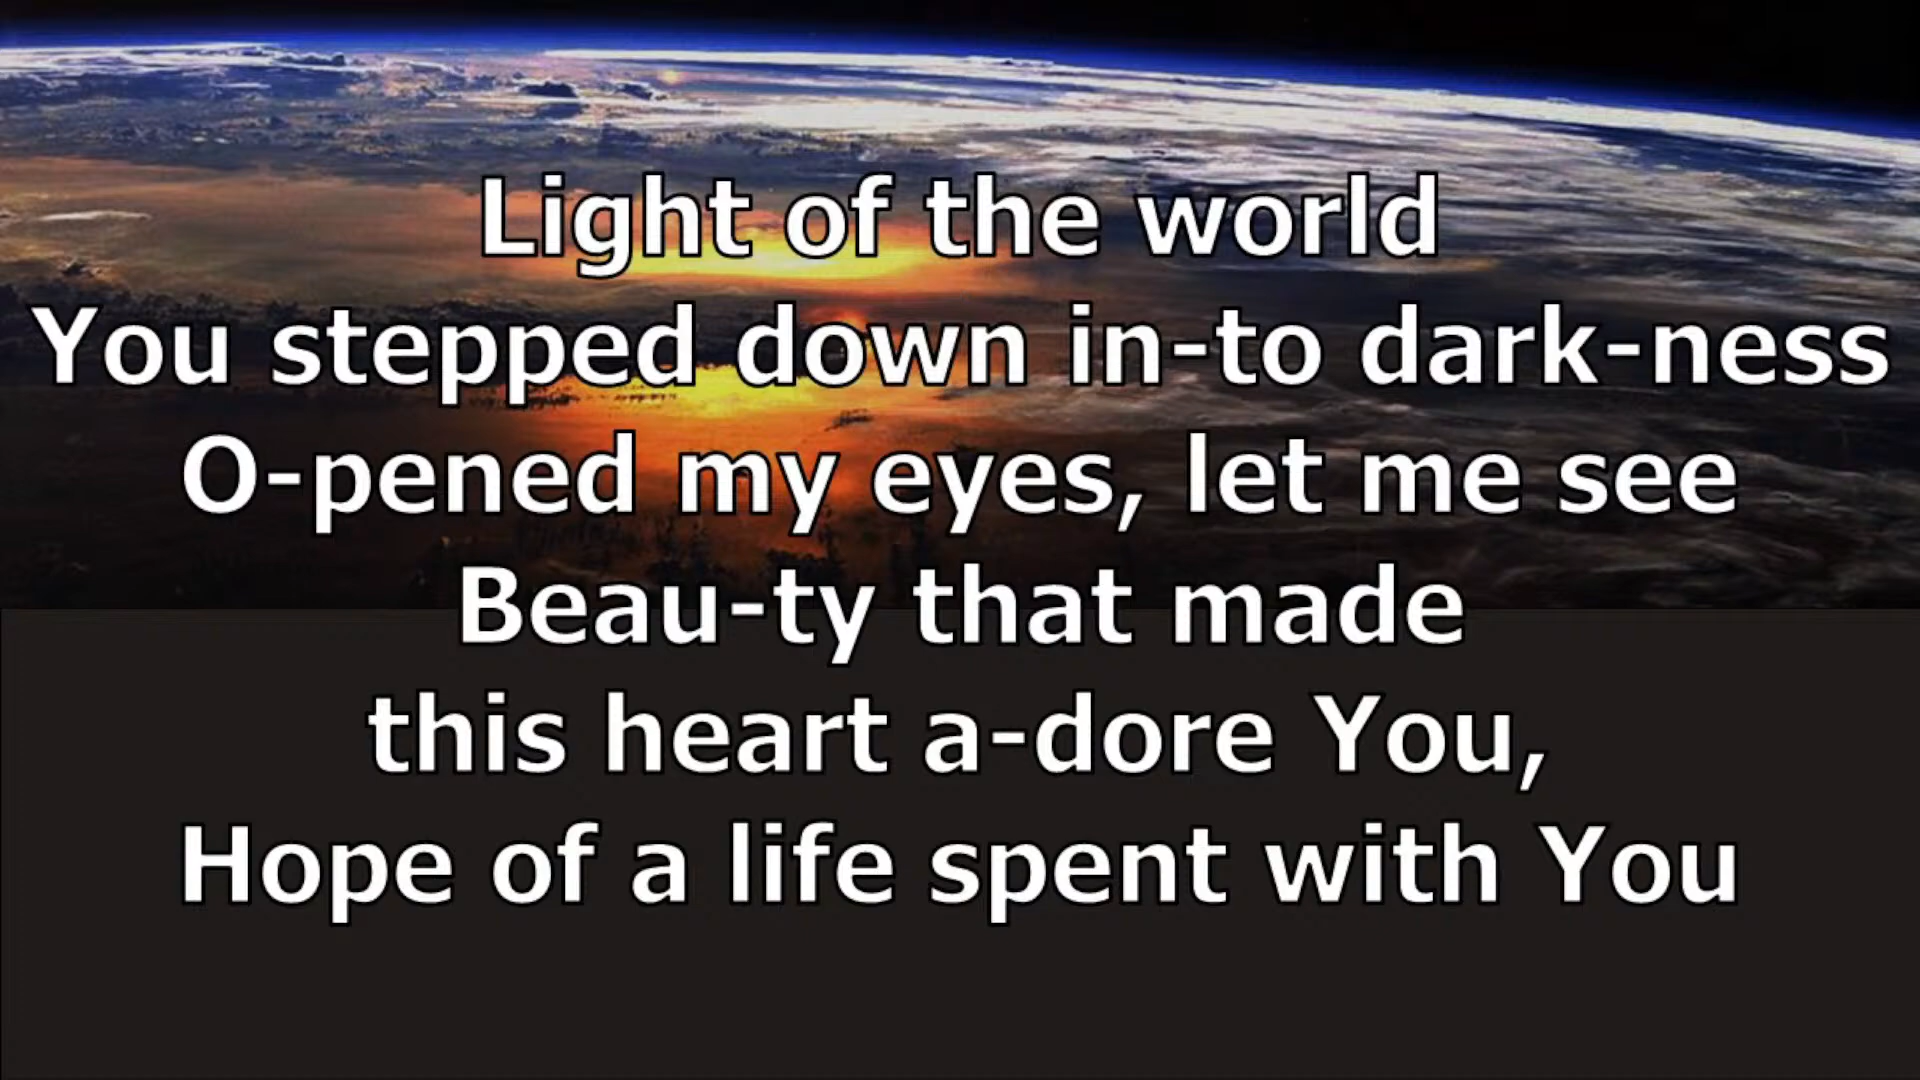 Light of the world
You stepped down in-to dark-ness
O-pened my eyes, let me see
Beau-ty that made
this heart a-dore You,
Hope of a life spent with You